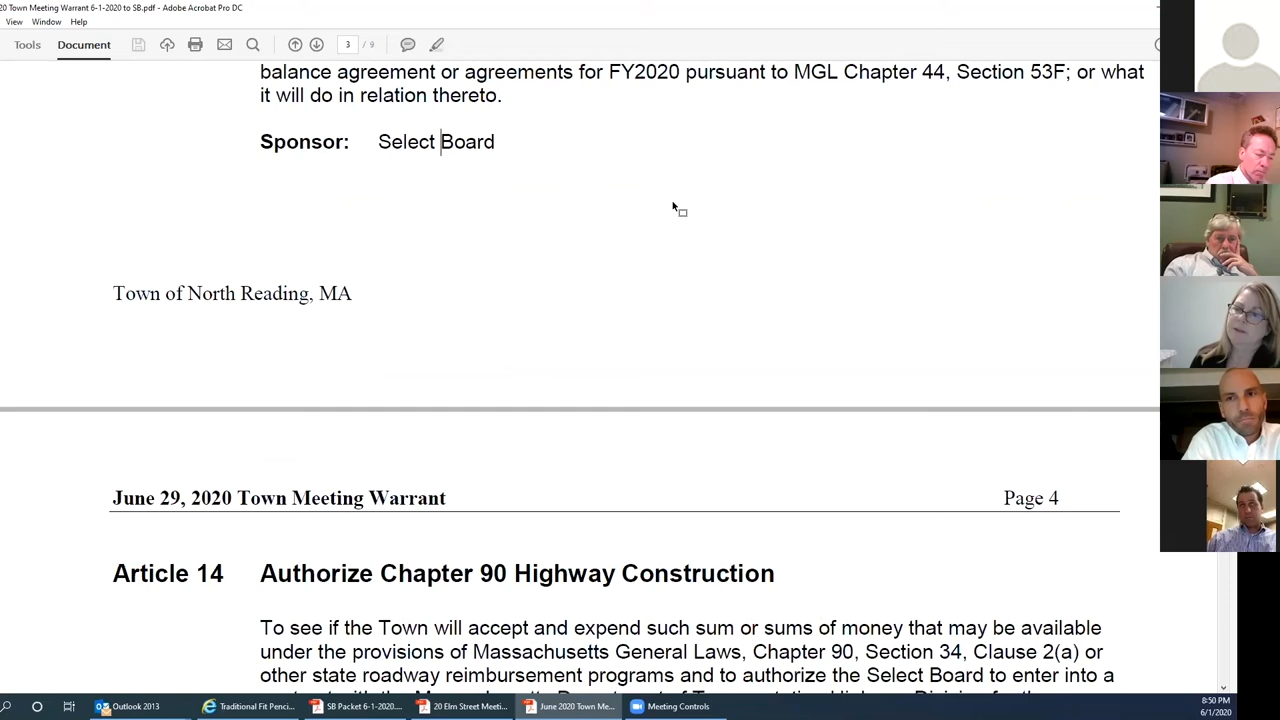 20 Town Meeting Warrant 6-1-2020 to SB.pdf - Adobe Acrobat Pro DC
View Window Help
Tools Document 3 / 9
balance agreement or agreements for FY2020 pursuant to MGL Chapter 44, Section 53F; or what
it will do in relation thereto.
Sponsor: Select Board
Town of North Reading, MA
June 29, 2020 Town Meeting Warrant Page 4
Article 14 Authorize Chapter 90 Highway Construction
To see if the Town will accept and expend such sum or sums of money that may be available
under the provisions of Massachusetts General Laws, Chapter 90, Section 34, Clause 2(a) or
other state roadway reimbursement programs and to authorize the Select Board to enter into a
Outlook 2013 Traditional Fit Penci... SB Packet 6-1-2020.... 20 Elm Street Meeti... June 2020 Town Me... Meeting Controls
8:50 PM
6/1/2020